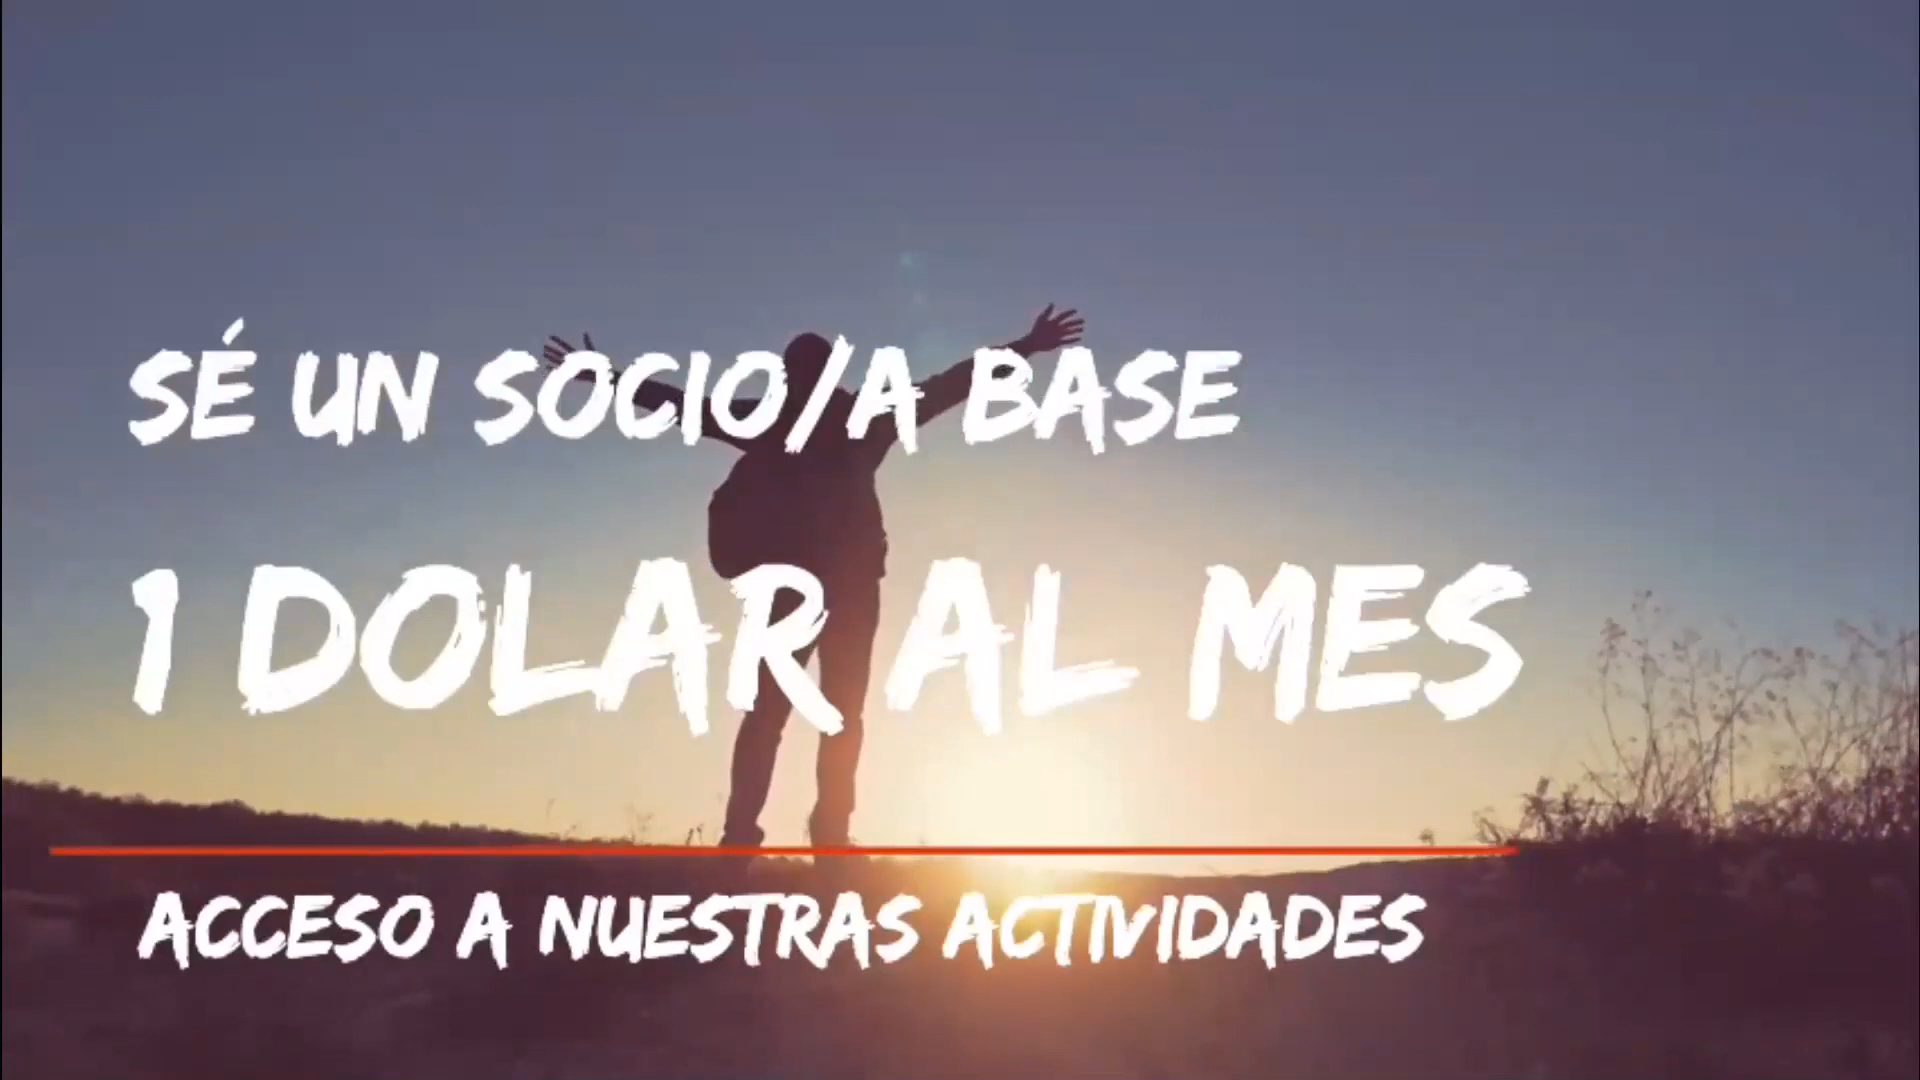 SÉ UN SOCIO/A BASE
1 DOLAR AL MES
ACCESO A NUESTRAS ACTIVIDADES